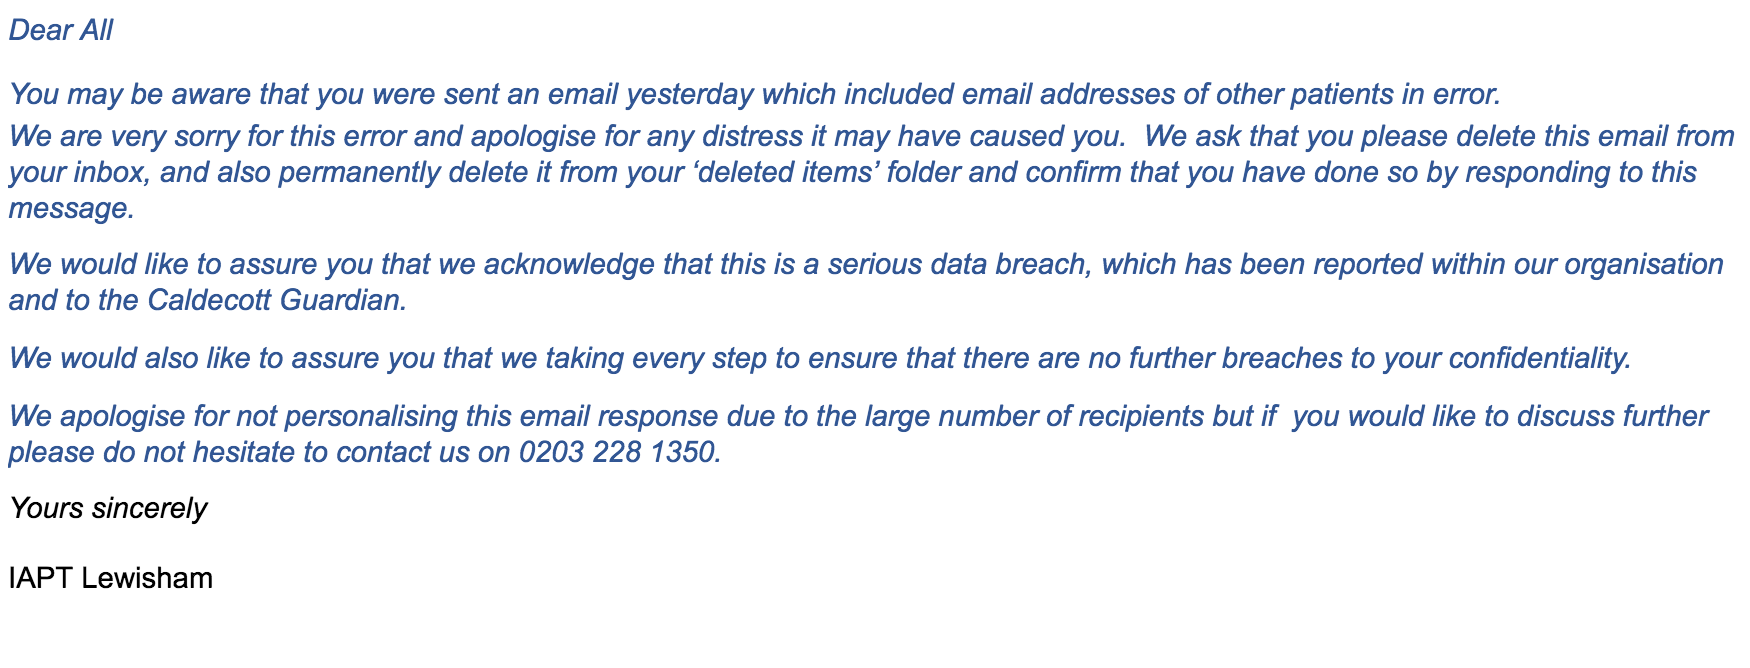 Dear All
You may be aware that you were sent an email yesterday which included email addresses of other patients in error.
We are very sorry for this error and apologise for any distress it may have caused you.  We ask that you please delete this email from
your inbox, and also permanently delete it from your ‘deleted items’ folder and confirm that you have done so by responding to this
message.
We would like to assure you that we acknowledge that this is a serious data breach, which has been reported within our organisation
and to the Caldecott Guardian.
We would also like to assure you that we taking every step to ensure that there are no further breaches to your confidentiality.
We apologise for not personalising this email response due to the large number of recipients but if  you would like to discuss further
please do not hesitate to contact us on 0203 228 1350.
Yours sincerely
IAPT Lewisham